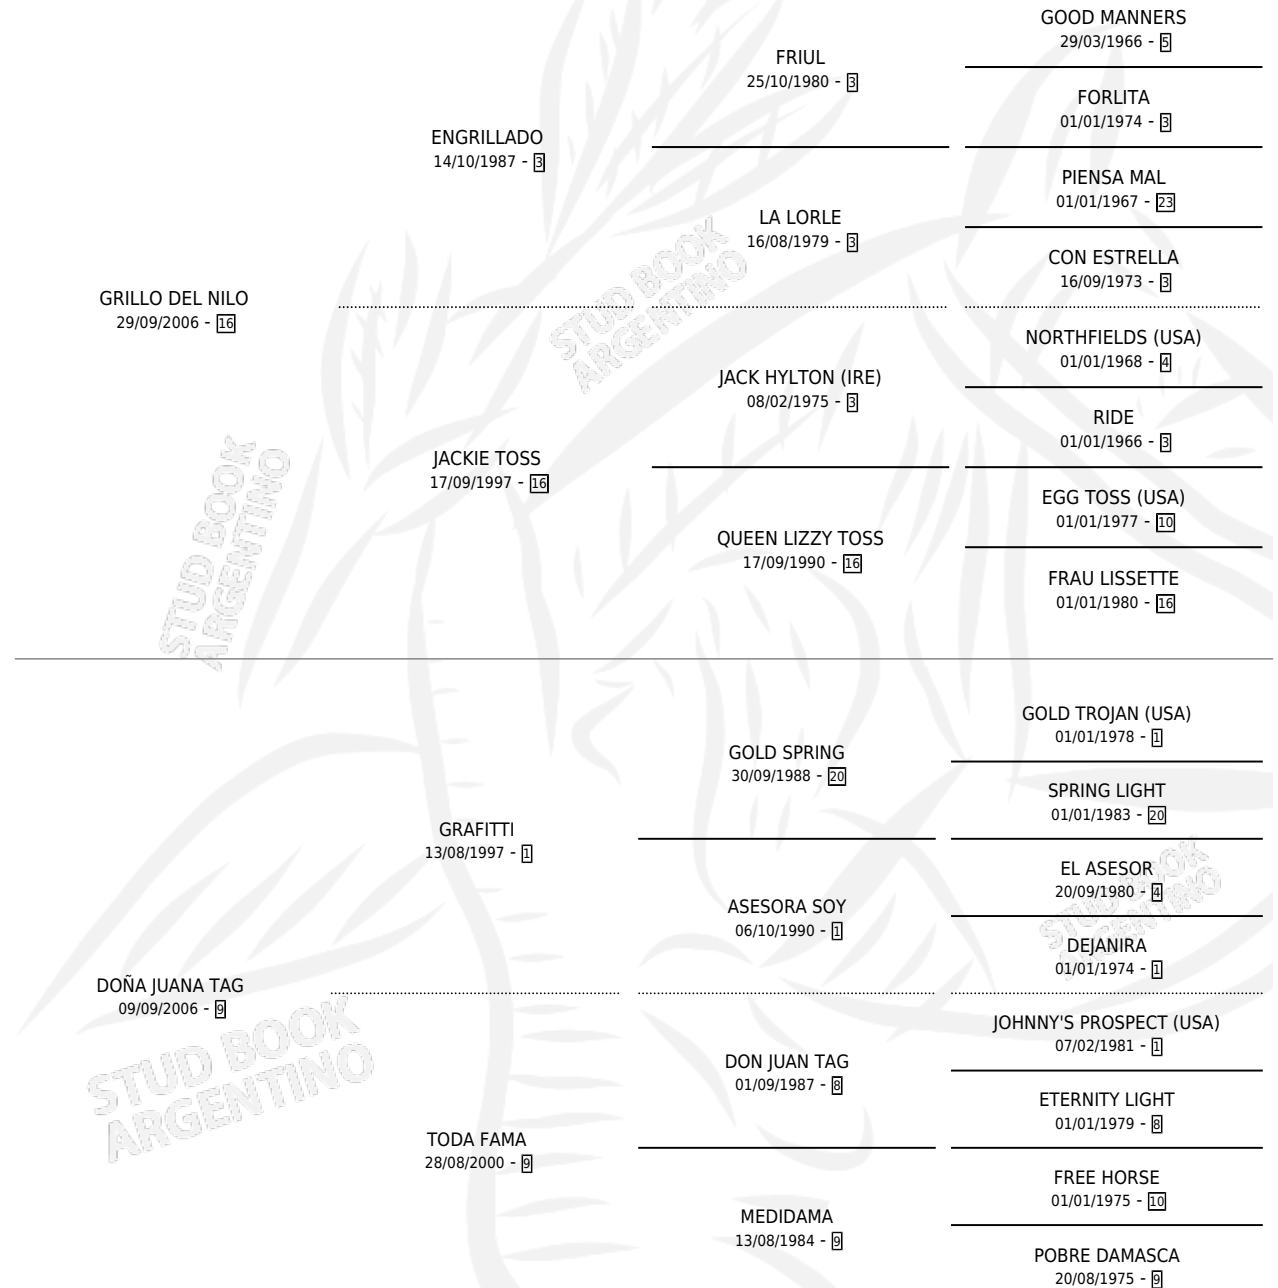 GOOD MANNERS
29/03/1966 - 5
FRIUL
25/10/1980 - 3
FORLITA
01/01/1974 - 3
ENGRILLADO
14/10/1987 - 3
PIENSA MAL
01/01/1967 - 23
LA LORLE
16/08/1979 - 3
CON ESTRELLA
16/09/1973 - 3
GRILLO DEL NILO
29/09/2006 - 16
NORTHFIELDS (USA)
01/01/1968 - 4
JACK HYLTON (IRE)
08/02/1975 - 3
RIDE
01/01/1966 - 3
JACKIE TOSS
17/09/1997 - 16
EGG TOSS (USA)
01/01/1977 - 10
QUEEN LIZZY TOSS
17/09/1990 - 16
FRAU LISSETTE
01/01/1980 - 16
GOLD TROJAN (USA)
01/01/1978 - 1
GOLD SPRING
30/09/1988 - 20
SPRING LIGHT
01/01/1983 - 20
GRAFITTI
13/08/1997 - 1
EL ASESOR
20/09/1980 - 4
ASESORA SOY
06/10/1990 - 1
DEJANIRA
01/01/1974 - 1
DOÑA JUANA TAG
09/09/2006 - 9
JOHNNY'S PROSPECT (USA)
07/02/1981 - 1
DON JUAN TAG
01/09/1987 - 8
ETERNITY LIGHT
01/01/1979 - 8
TODA FAMA
28/08/2000 - 9
FREE HORSE
01/01/1975 - 10
MEDIDAMA
13/08/1984 - 9
POBRE DAMASCA
20/08/1975 - 9
STUD BOOK
ARGENTINO
STUD BOOK
ARGENTINO
STUD BOOK
ARGENTINO
STUD BOOK
ARGENTINO